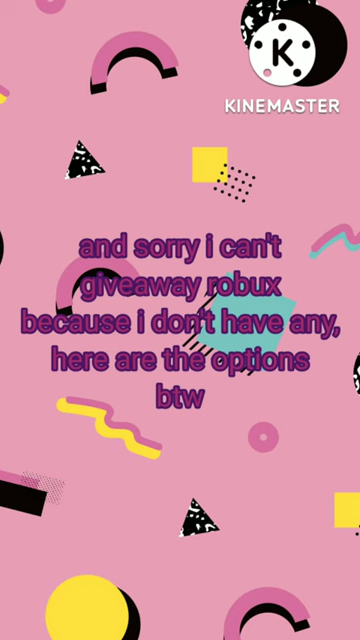 K
KINEMASTER
and sorry i can't
giveaway robux
because i don't have any,
here are the options
btw